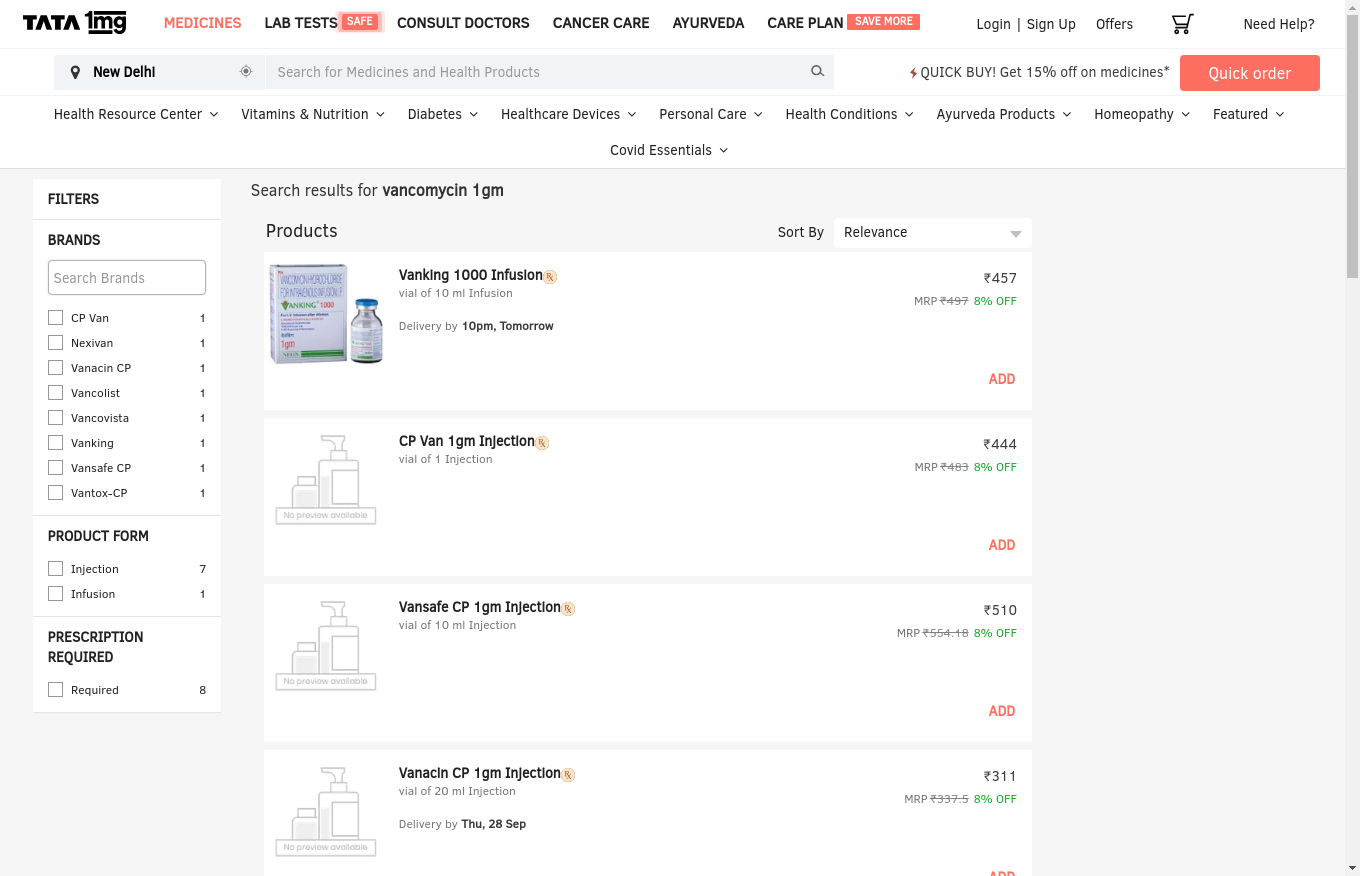 TATA 1mg
MEDICINES LAB TESTS SAFE CONSULT DOCTORS CANCER CARE AYURVEDA CARE PLAN SAVE MORE Login | Sign Up Offers Need Help?
New Delhi Search for Medicines and Health Products QUICK BUY! Get 15% off on medicines* Quick order
Health Resource Center Vitamins & Nutrition Diabetes Healthcare Devices Personal Care Health Conditions Ayurveda Products Homeopathy Featured
Covid Essentials
FILTERS
BRANDS
Search Brands
CP Van 1
Nexivan 1
Vanacin CP 1
Vancolist 1
Vancovista 1
Vanking 1
Vansafe CP 1
Vantox-CP 1
PRODUCT FORM
Injection 7
Infusion 1
PRESCRIPTION
REQUIRED
Required 8
Search results for vancomycin 1gm
Products Sort By Relevance
VANCOMYCIN HYDROCHLORIDE
FOR INTRAVENOUS INFUSION I.P.
VANKING 1000
1gm
NEON
Vanking 1000 Infusion Rx
vial of 10 ml Infusion
Delivery by 10pm, Tomorrow
₹457
MRP ₹497 8% OFF
ADD
No preview available
CP Van 1gm Injection Rx
vial of 1 Injection
₹444
MRP ₹483 8% OFF
ADD
No preview available
Vansafe CP 1gm Injection Rx
vial of 10 ml Injection
₹510
MRP ₹554.18 8% OFF
ADD
No preview available
Vanacin CP 1gm Injection Rx
vial of 20 ml Injection
Delivery by Thu, 28 Sep
₹311
MRP ₹337.5 8% OFF
ADD